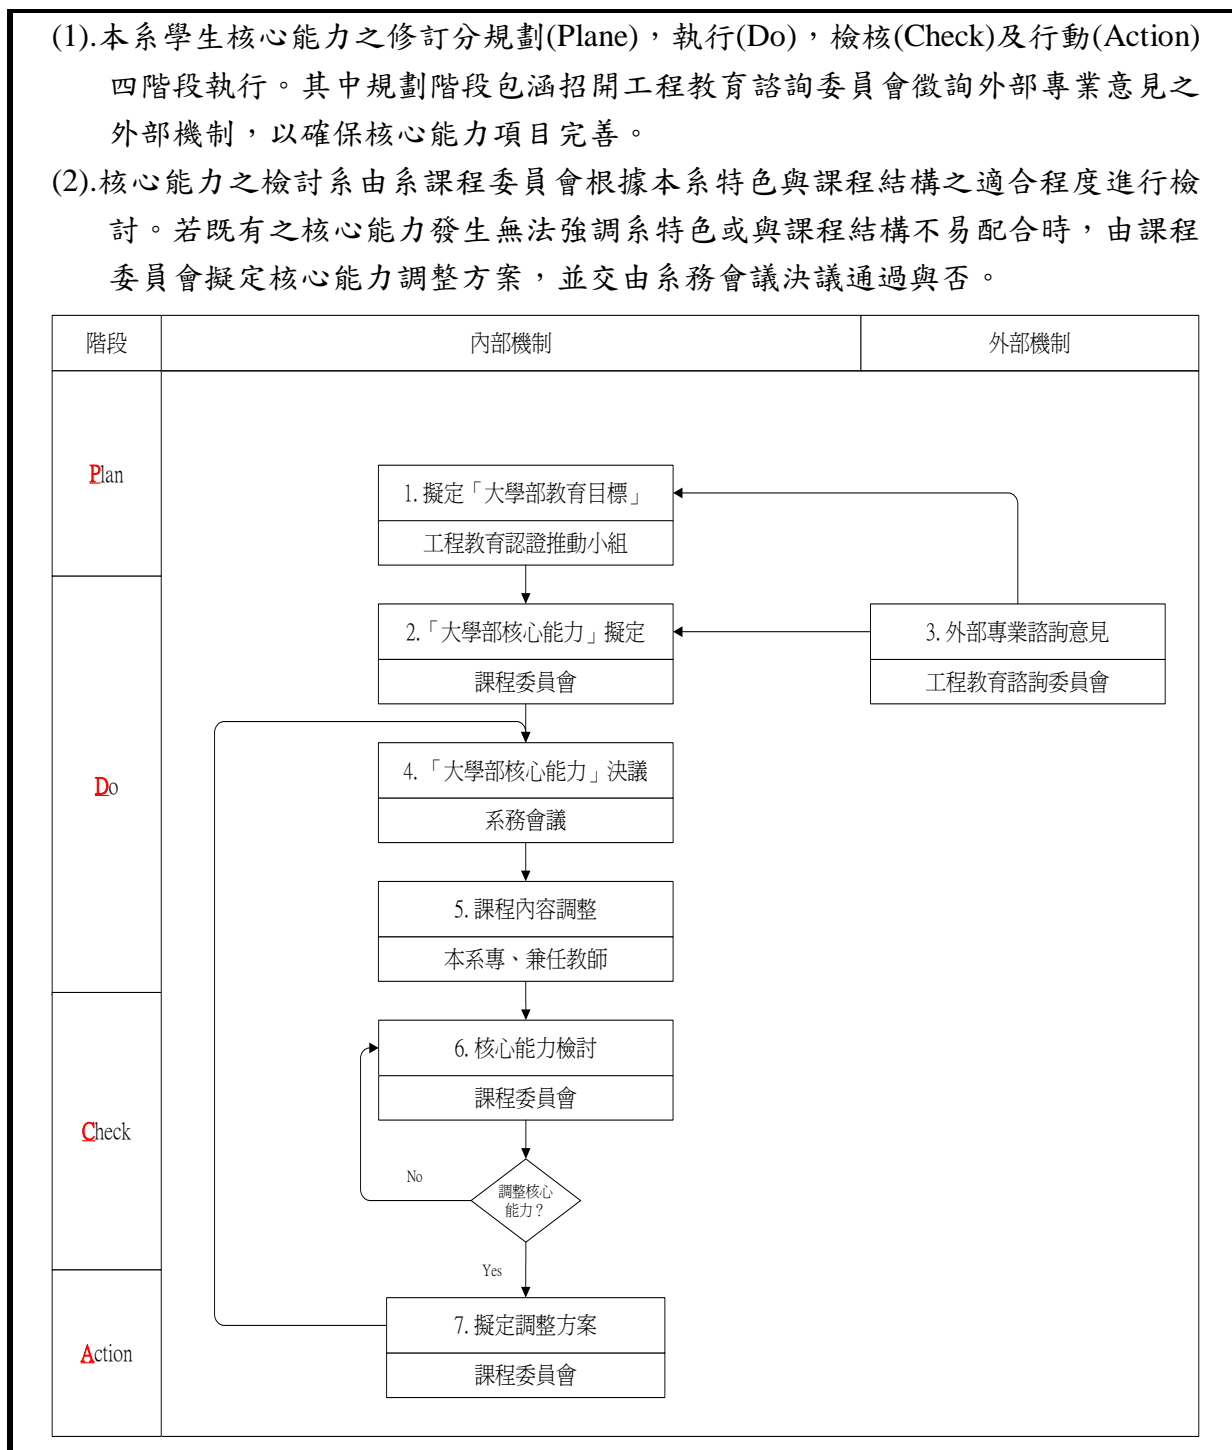 (1).本系學生核心能力之修訂分規劃(Plane)，執行(Do)，檢核(Check)及行動(Action)
四階段執行。其中規劃階段包涵招開工程教育諮詢委員會徵詢外部專業意見之
外部機制，以確保核心能力項目完善。
(2).核心能力之檢討系由系課程委員會根據本系特色與課程結構之適合程度進行檢
討。若既有之核心能力發生無法強調系特色或與課程結構不易配合時，由課程
委員會擬定核心能力調整方案，並交由系務會議決議通過與否。
階段 內部機制 外部機制
Plan
1. 擬定「大學部教育目標」
工程教育認證推動小組
2.「大學部核心能力」擬定
課程委員會
3. 外部專業諮詢意見
工程教育諮詢委員會
Do
4.「大學部核心能力」決議
系務會議
5. 課程內容調整
本系專、兼任教師
Check
6. 核心能力檢討
課程委員會
No
調整核心
能力？
Yes
Action
7. 擬定調整方案
課程委員會